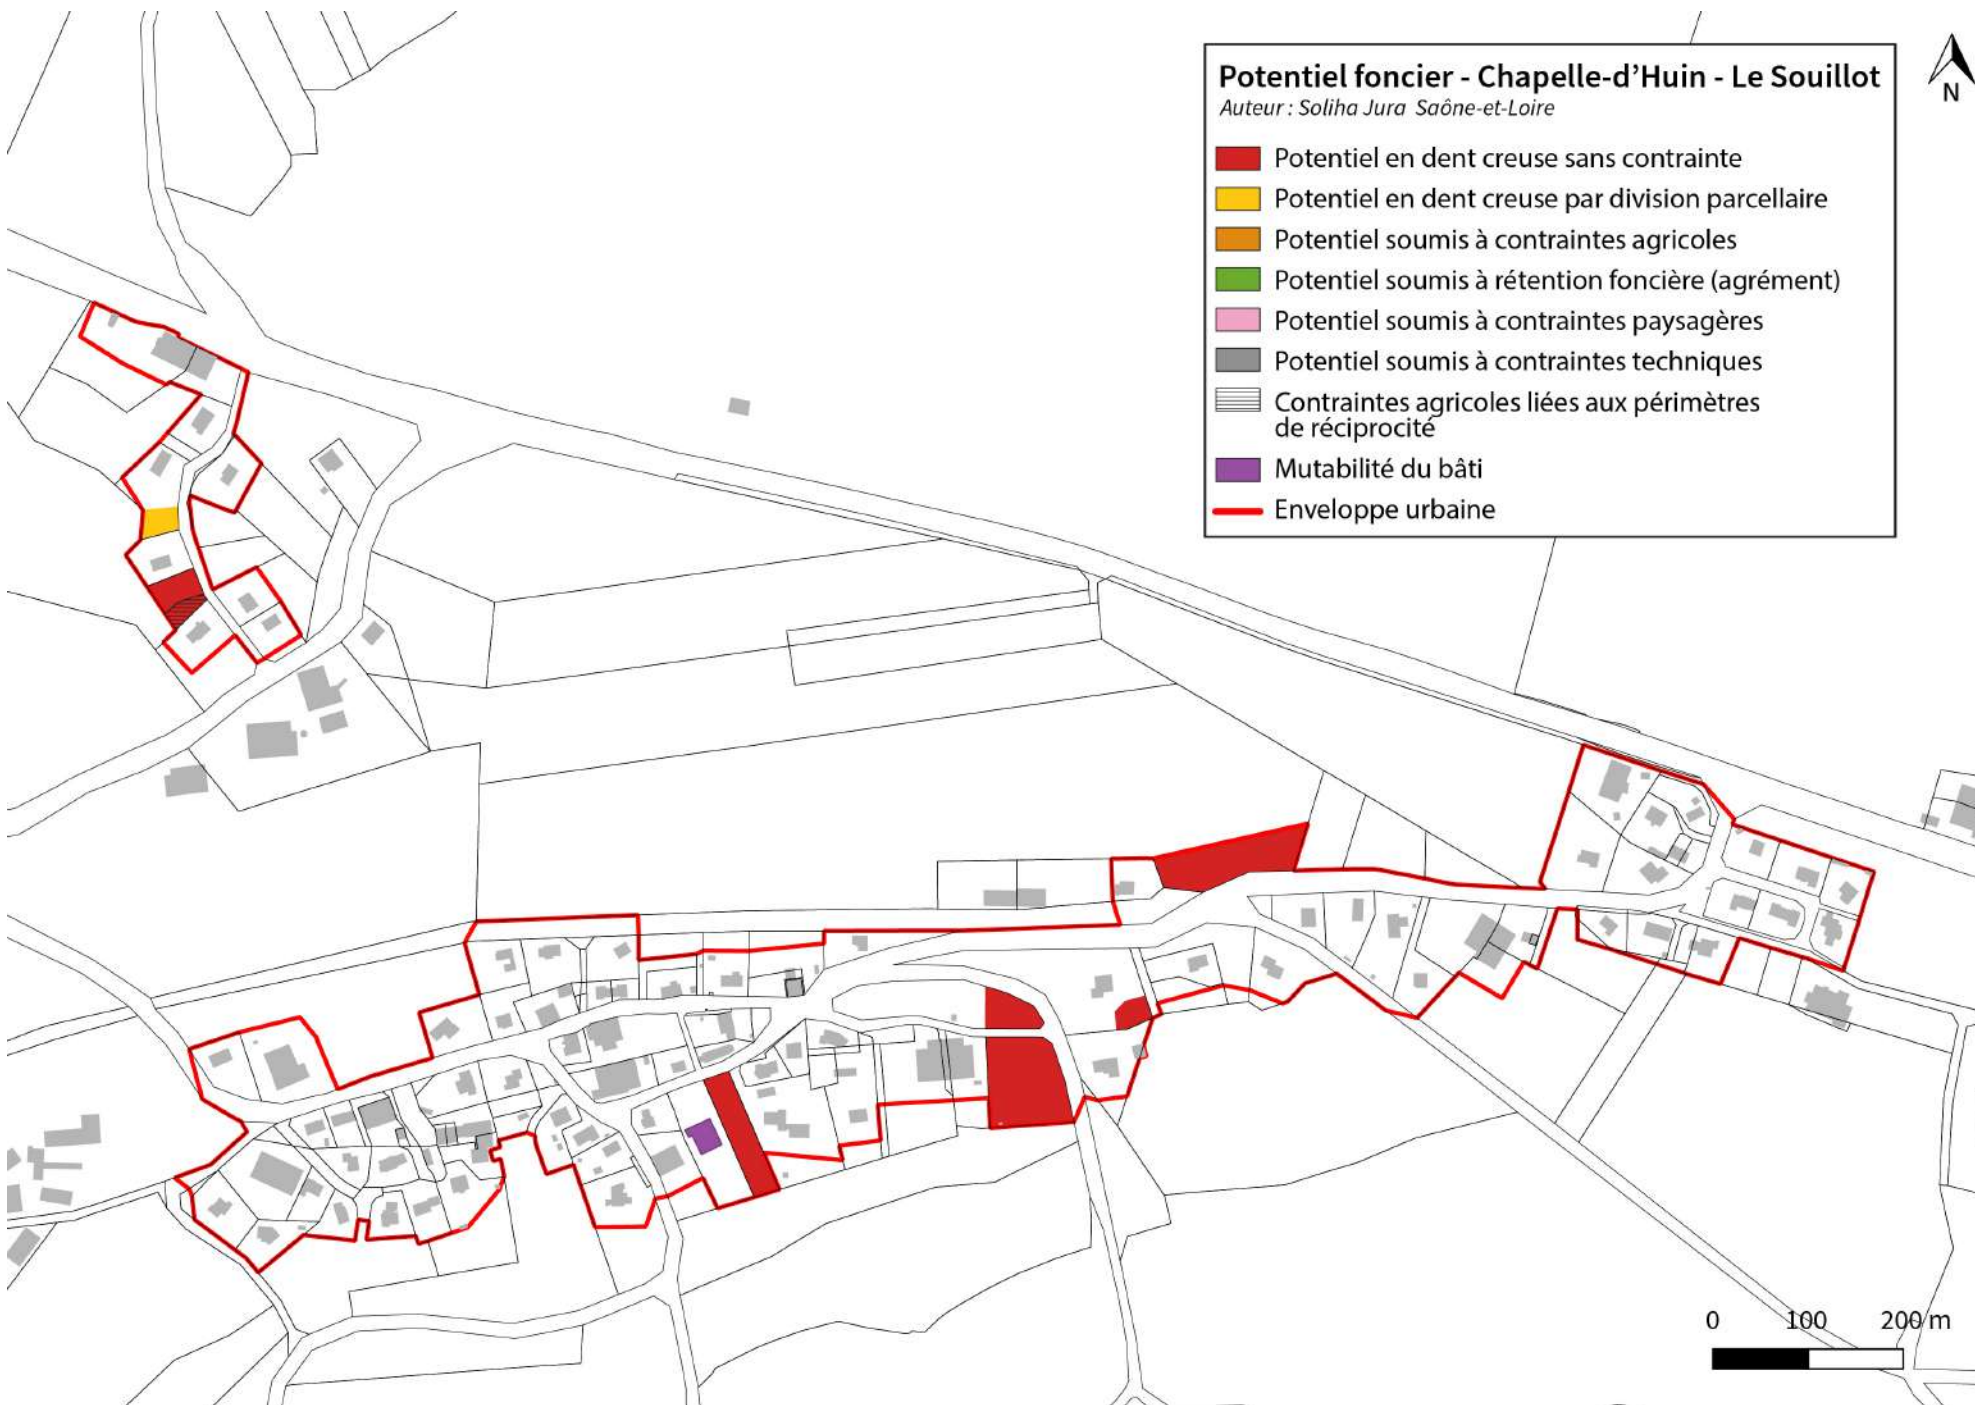 Potentiel foncier - Chapelle-d’Huin - Le Souillot
Auteur : Soliha Jura Saône-et-Loire
N
Potentiel en dent creuse sans contrainte
Potentiel en dent creuse par division parcellaire
Potentiel soumis à contraintes agricoles
Potentiel soumis à rétention foncière (agrément)
Potentiel soumis à contraintes paysagères
Potentiel soumis à contraintes techniques
Contraintes agricoles liées aux périmètres
de réciprocité
Mutabilité du bâti
Enveloppe urbaine
0 100 200 m